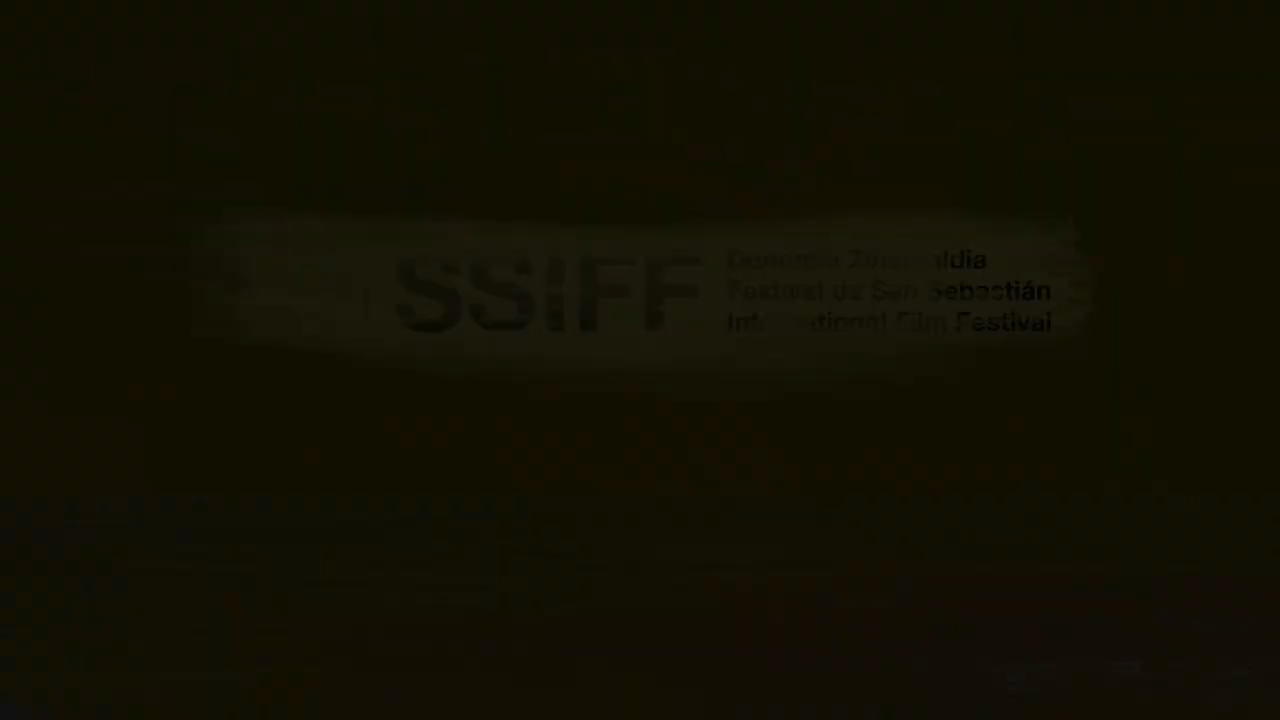 SSIFF
Donostia Zinemaldia
Festival de San Sebastián
International Film Festival